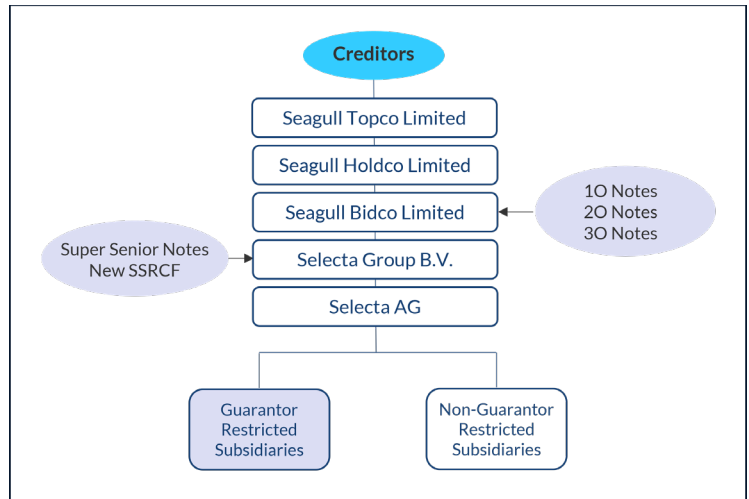 Creditors
Seagull Topco Limited
Seagull Holdco Limited
Seagull Bidco Limited
1O Notes
2O Notes
3O Notes
Super Senior Notes
New SSRCF
Selecta Group B.V.
Selecta AG
Guarantor
Restricted
Subsidiaries
Non-Guarantor
Restricted
Subsidiaries